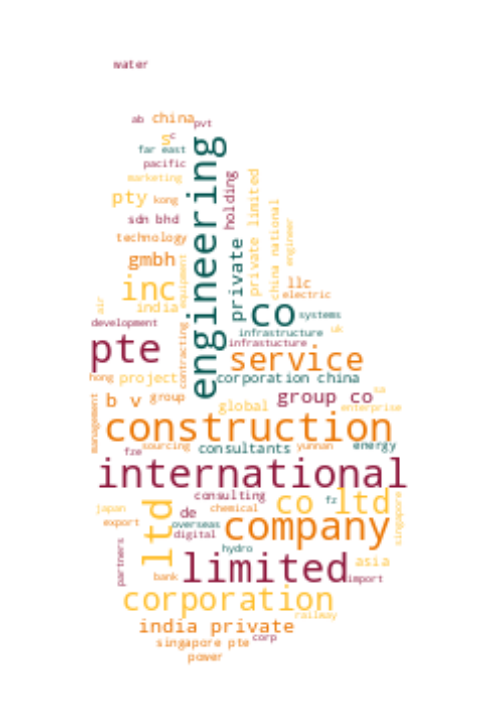 water
ab
china
pvt
s
c
far east
pacific
marketing
pty
kong
sdn bhd
technology
gmbh
equipment
engineering
holding
private
private limited
china national
engineer
inc
india
air
llc
electric
co
systems
development
infrastructure
uk
infrastucture
contracting
pte
service
hong
project
corporation china
sa
b v
group
group co
global
enterprise
management
construction
sourcing
consultants
yunnan
energy
fze
international
consulting
co ltd
fz
singapore
japan
export
ltd
de
chemical
overseas
digital
company
hydro
partners
bank
limited
import
asia
corporation
railway
india private
corp
singapore pte
power